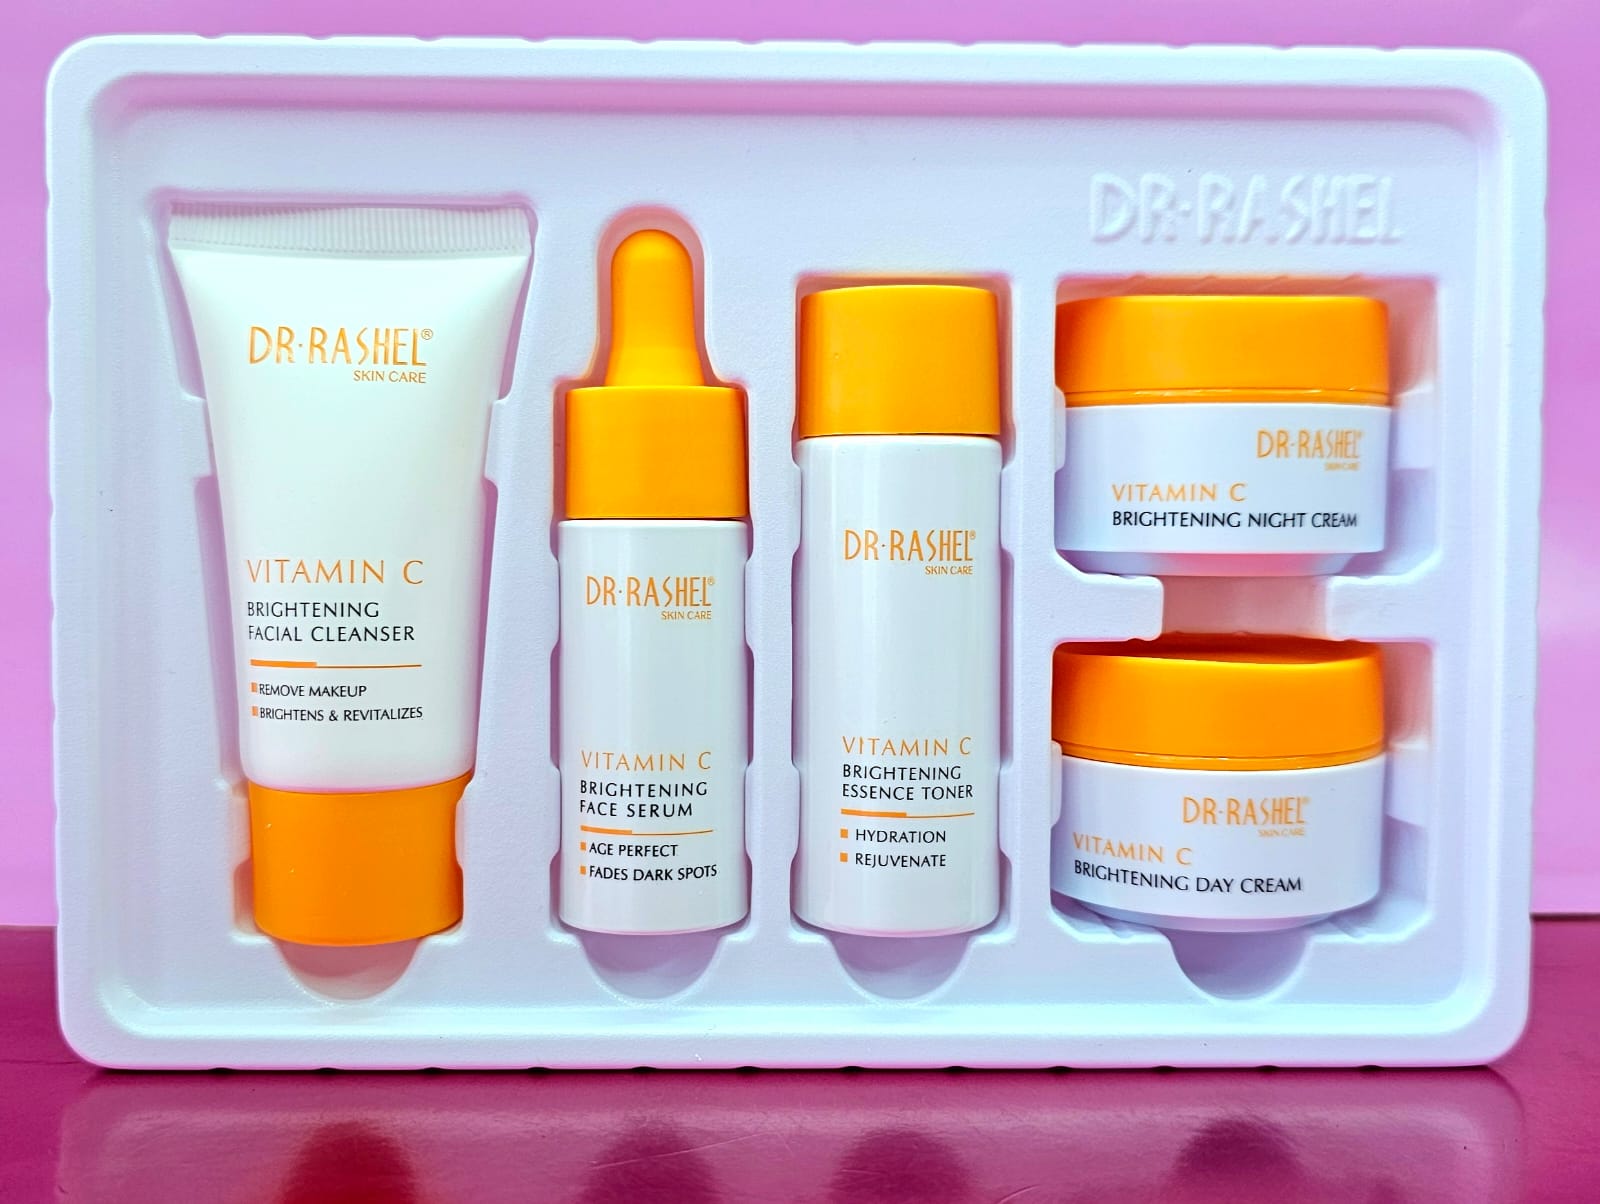 DR·RASHEL
DR·RASHEL®
SKIN CARE
VITAMIN C
BRIGHTENING
FACIAL CLEANSER
REMOVE MAKEUP
BRIGHTENS & REVITALIZES
DR·RASHEL®
SKIN CARE
VITAMIN C
BRIGHTENING
FACE SERUM
AGE PERFECT
FADES DARK SPOTS
DR·RASHEL®
SKIN CARE
VITAMIN C
BRIGHTENING
ESSENCE TONER
HYDRATION
REJUVENATE
DR·RASHEL®
SKIN CARE
VITAMIN C
BRIGHTENING NIGHT CREAM
DR·RASHEL®
SKIN CARE
VITAMIN C
BRIGHTENING DAY CREAM